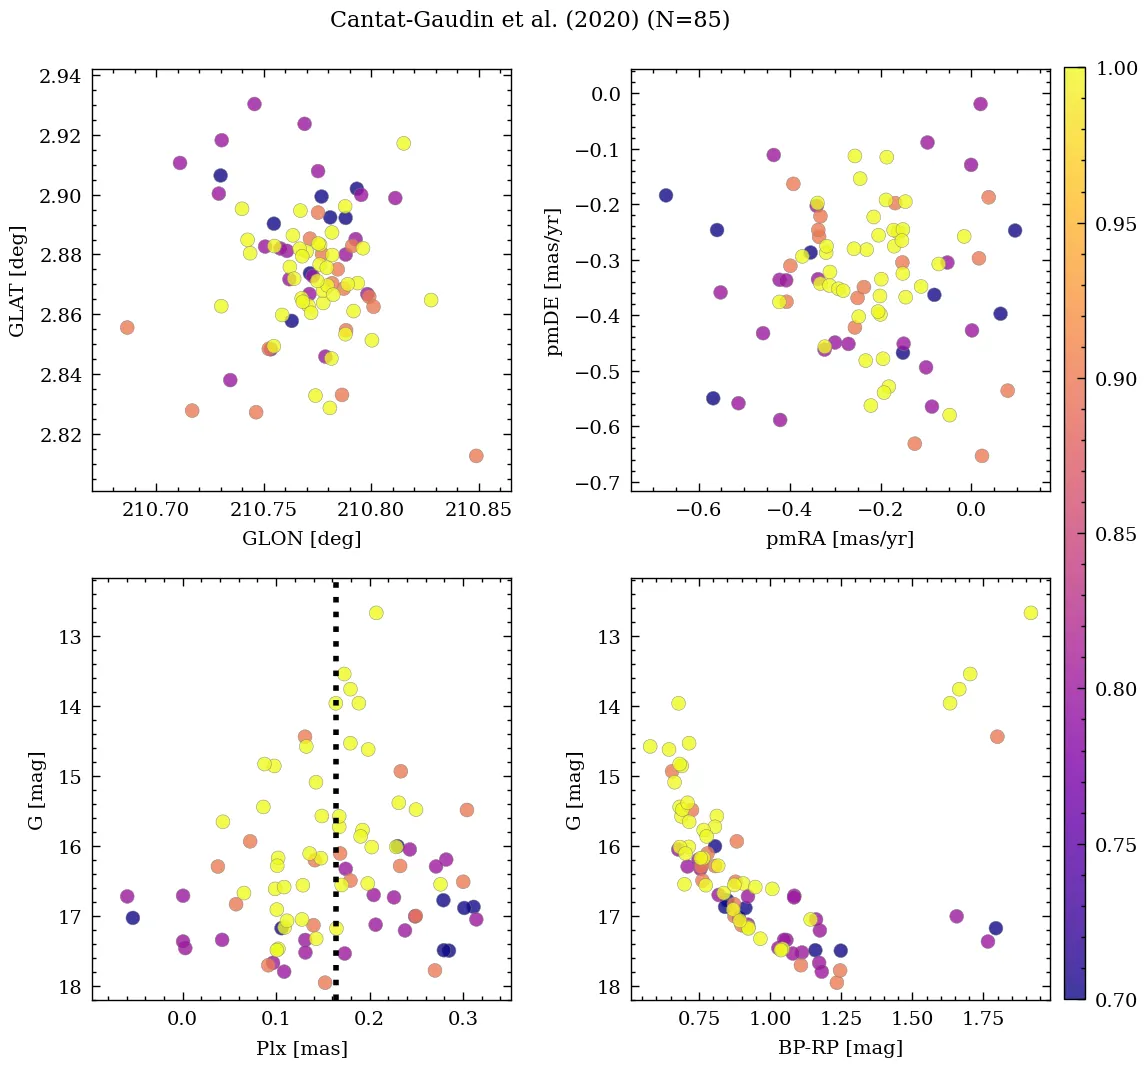 Cantat-Gaudin et al. (2020) (N=85)
2.94
2.92
2.90
2.88
2.86
2.84
2.82
GLAT [deg]
210.70 210.75 210.80 210.85
GLON [deg]
0.0
−0.1
−0.2
−0.3
−0.4
−0.5
−0.6
−0.7
pmDE [mas/yr]
−0.6 −0.4 −0.2 0.0
pmRA [mas/yr]
13
14
15
16
17
18
G [mag]
0.0 0.1 0.2 0.3
Plx [mas]
13
14
15
16
17
18
G [mag]
0.75 1.00 1.25 1.50 1.75
BP-RP [mag]
1.00
0.95
0.90
0.85
0.80
0.75
0.70